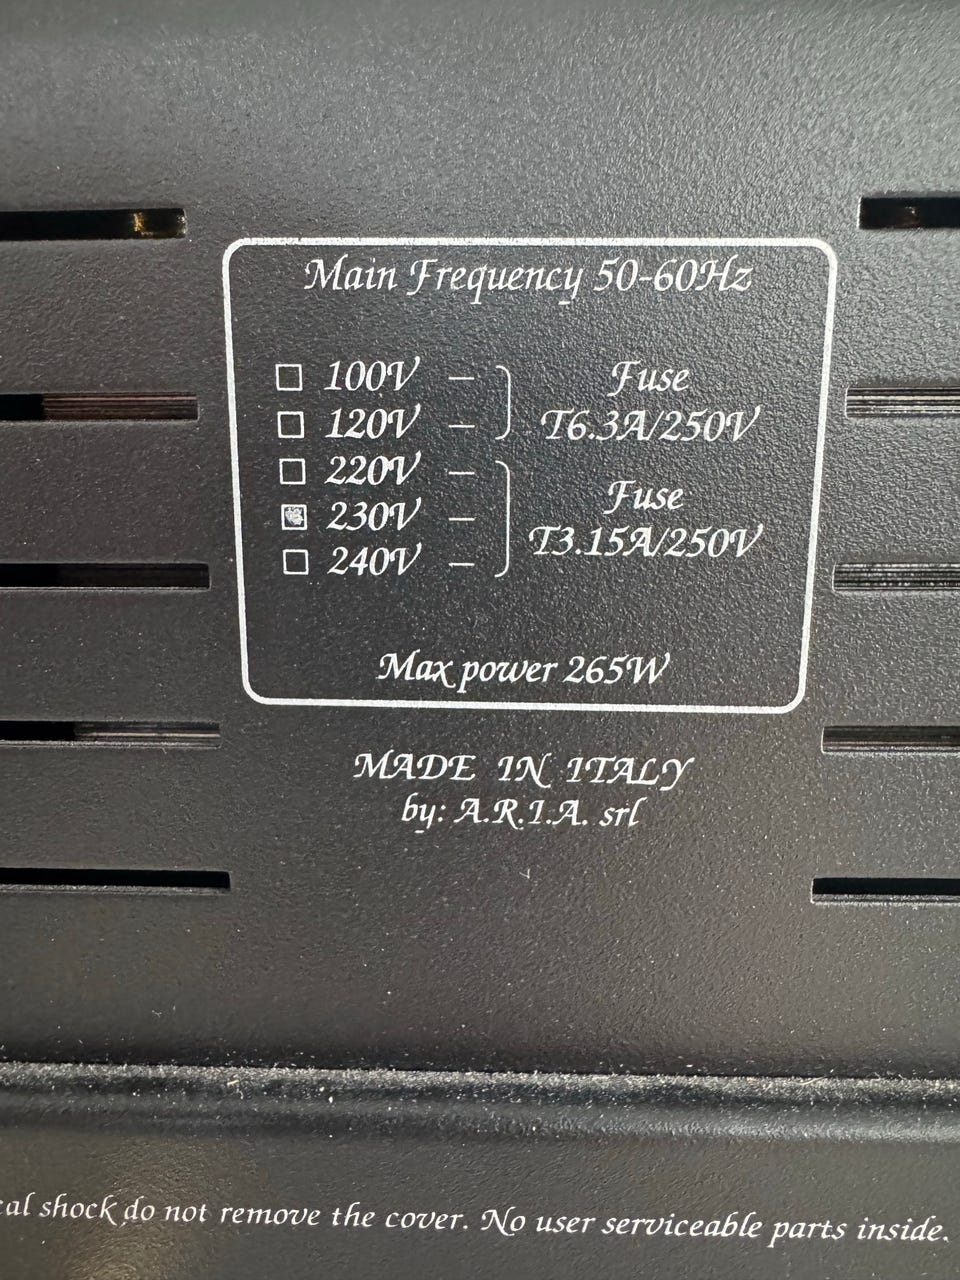 Main Frequency 50-60Hz
100V –
120V –
Fuse
T6.3A/250V
220V –
230V –
240V –
Fuse
T3.15A/250V
Max power 265W
MADE IN ITALY
by: A.R.I.A. srl
cal shock do not remove the cover. No user serviceable parts inside.